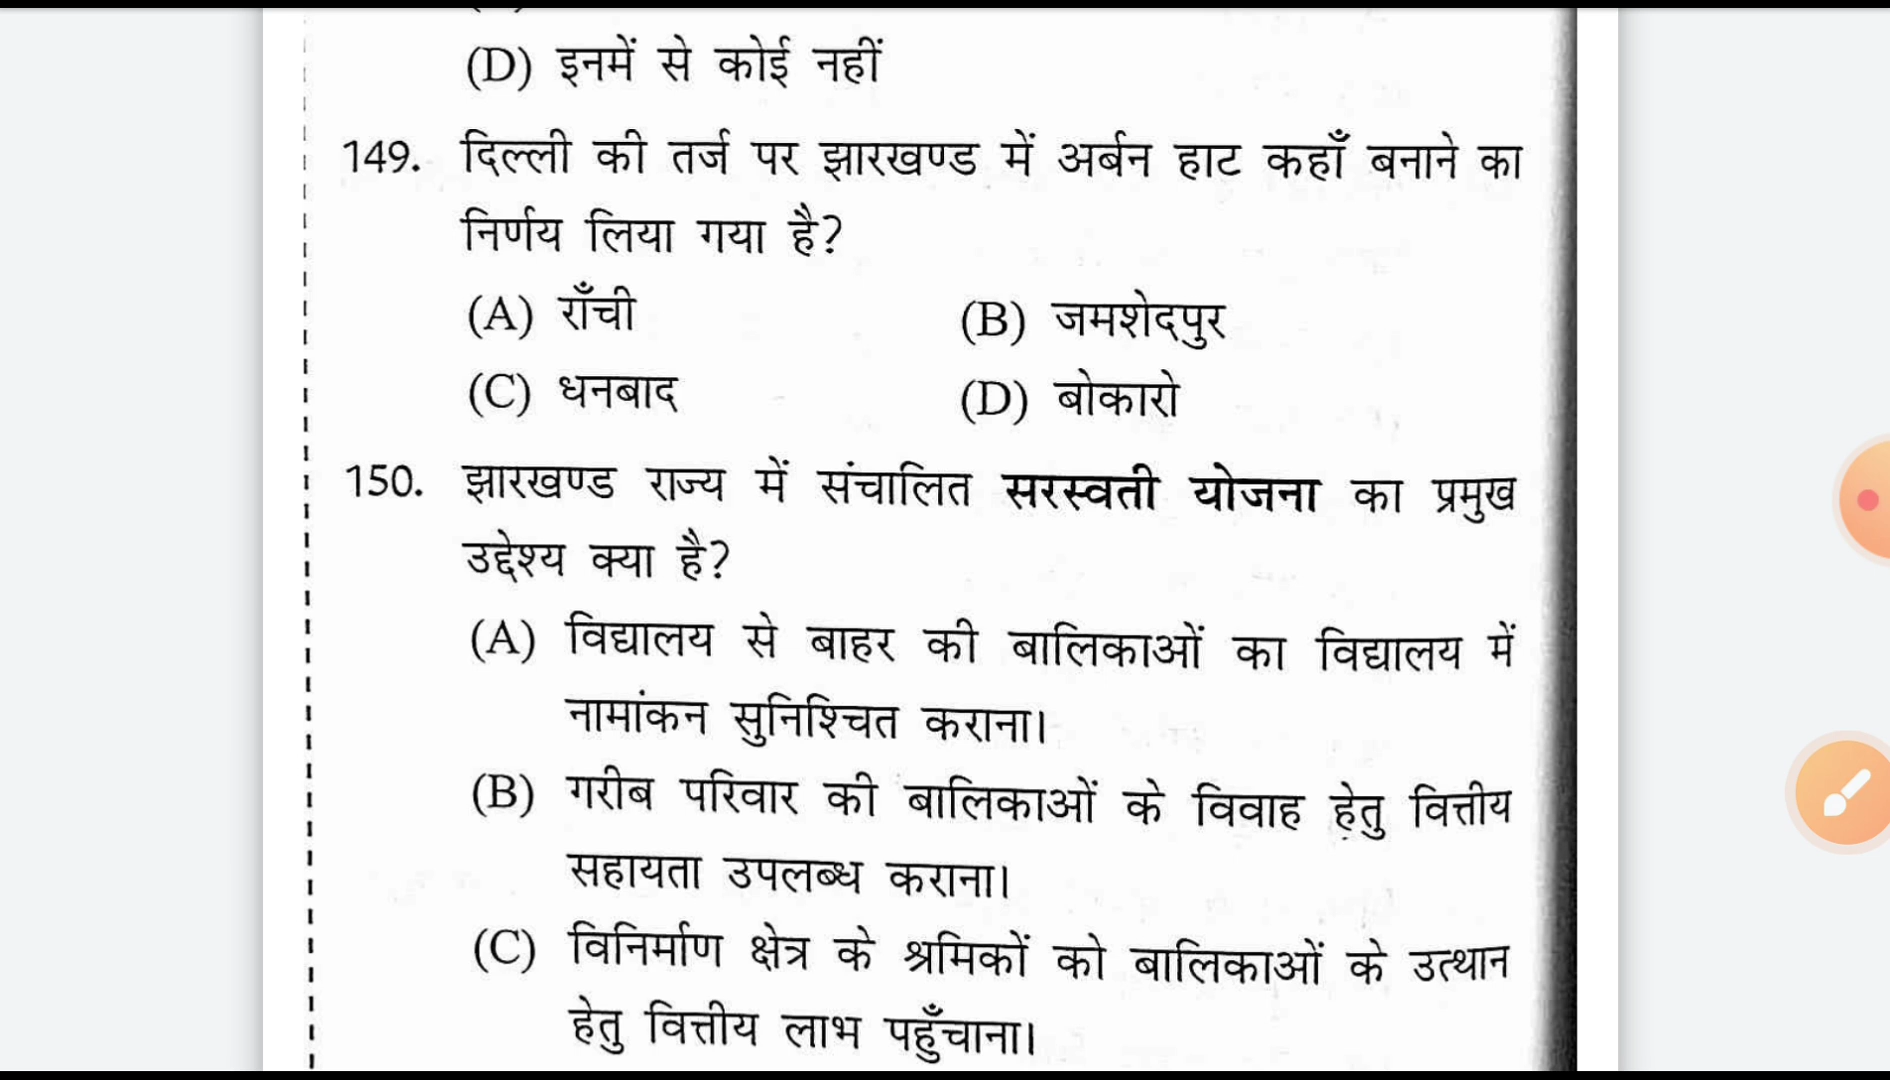 (D) इनमें से कोई नहीं
149. दिल्ली की तर्ज पर झारखण्ड में अर्बन हाट कहाँ बनाने का
निर्णय लिया गया है?
(A) राँची (B) जमशेदपुर
(C) धनबाद (D) बोकारो
150. झारखण्ड राज्य में संचालित सरस्वती योजना का प्रमुख
उद्देश्य क्या है?
(A) विद्यालय से बाहर की बालिकाओं का विद्यालय में
नामांकन सुनिश्चित कराना।
(B) गरीब परिवार की बालिकाओं के विवाह हेतु वित्तीय
सहायता उपलब्ध कराना।
(C) विनिर्माण क्षेत्र के श्रमिकों को बालिकाओं के उत्थान
हेतु वित्तीय लाभ पहुँचाना।